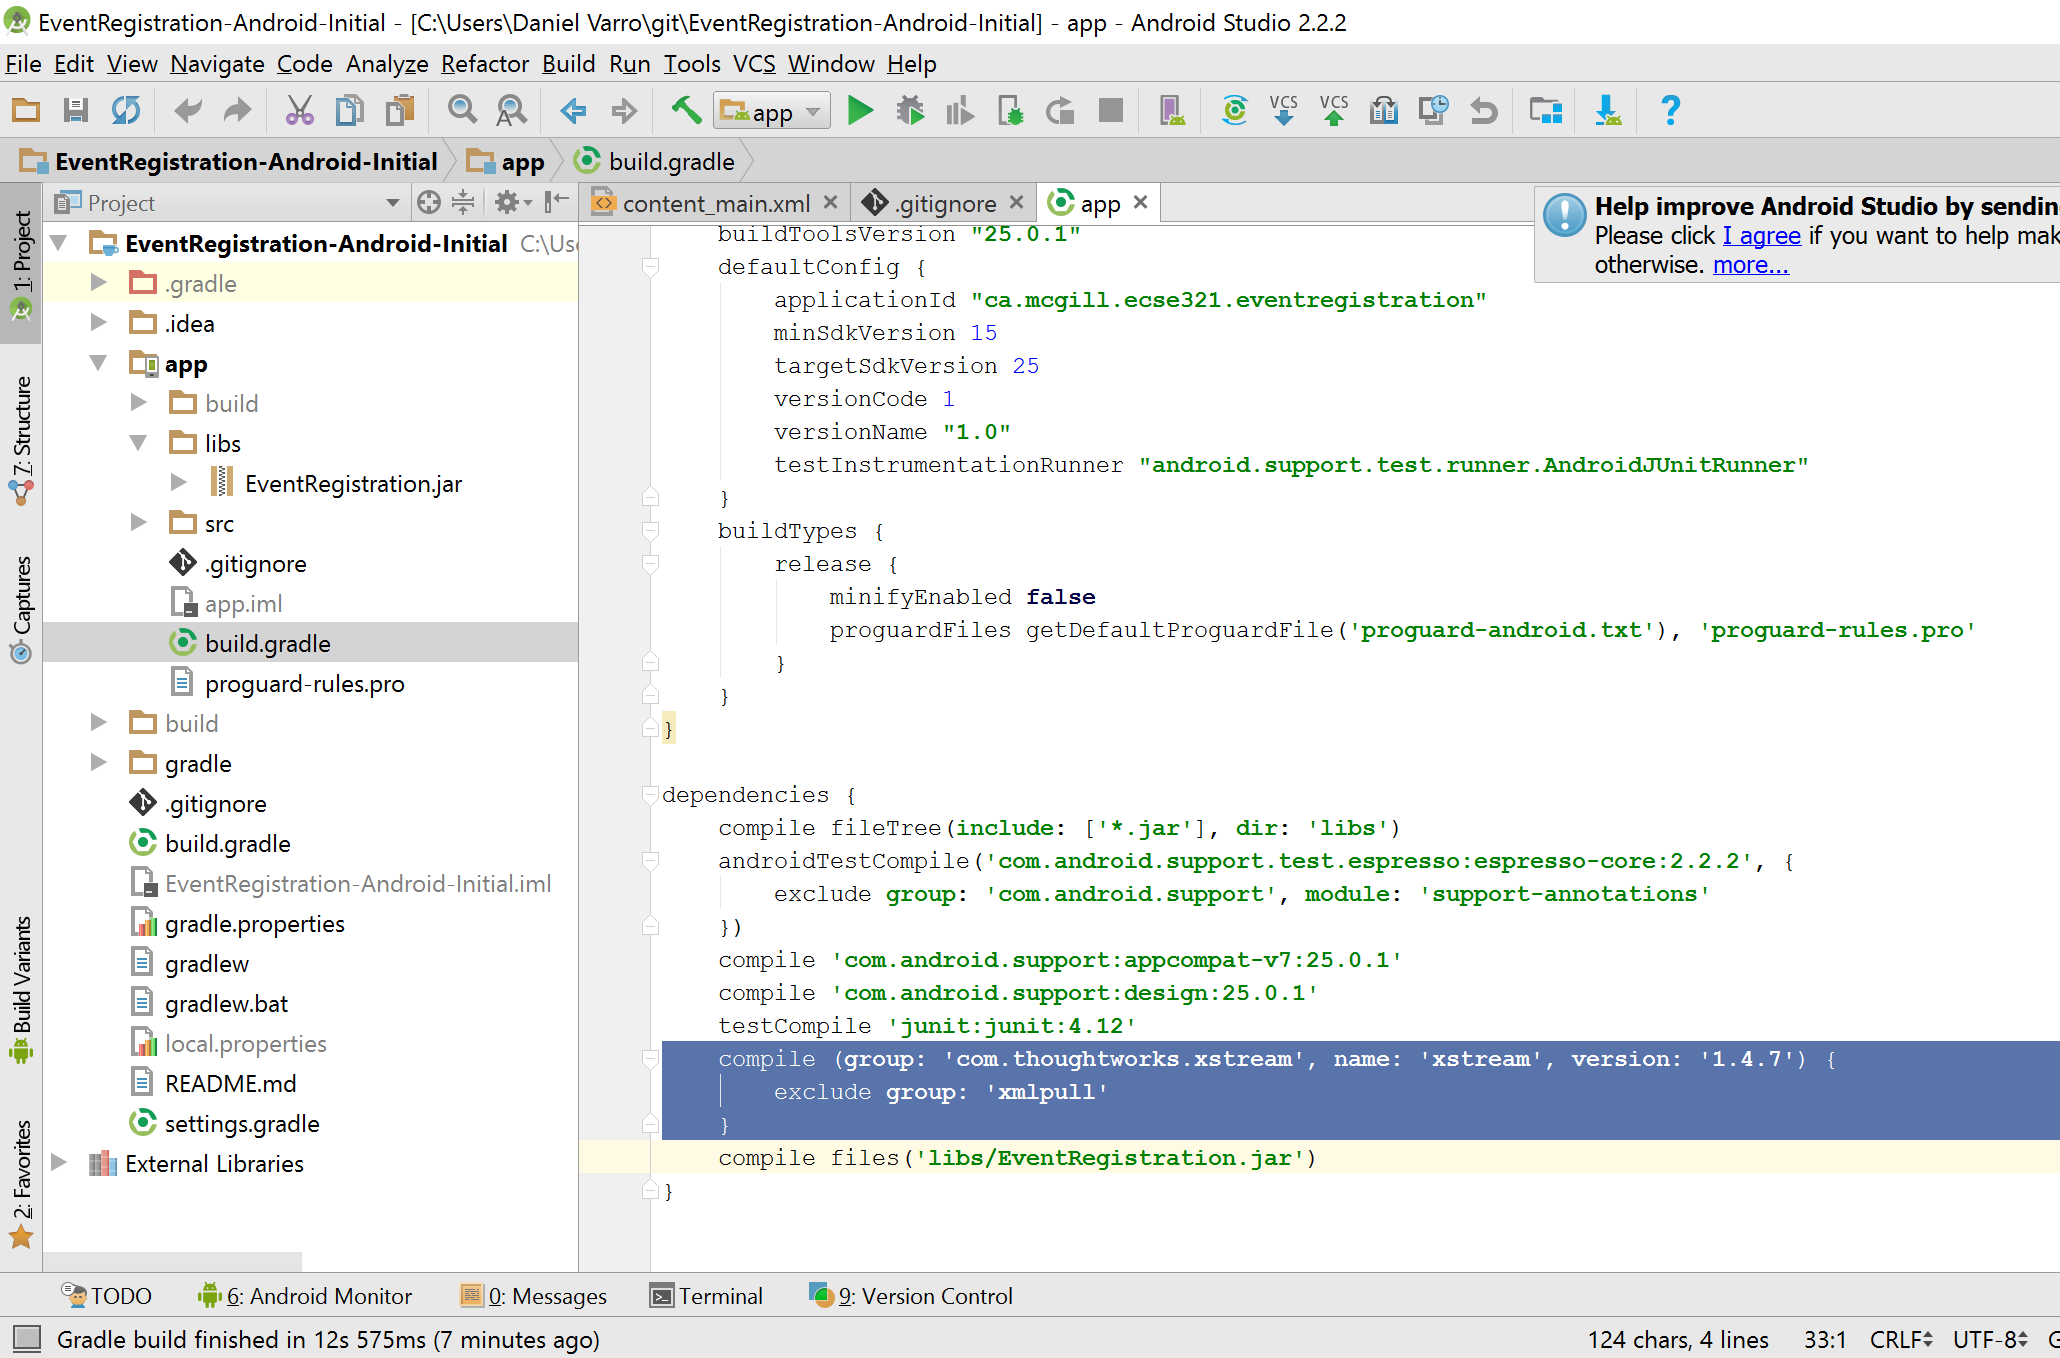 EventRegistration-Android-Initial - [C:\Users\Daniel Varro\git\EventRegistration-Android-Initial] - app - Android Studio 2.2.2
File Edit View Navigate Code Analyze Refactor Build Run Tools VCS Window Help
app
VCS VCS
?
EventRegistration-Android-Initial app build.gradle
Project
content_main.xml
.gitignore
app
Help improve Android Studio by sendin
Please click I agree if you want to help mak
otherwise. more...
1: Project
7: Structure
Captures
Build Variants
2: Favorites
EventRegistration-Android-Initial C:\Use
.gradle
.idea
app
build
libs
EventRegistration.jar
src
.gitignore
app.iml
build.gradle
proguard-rules.pro
build
gradle
.gitignore
build.gradle
EventRegistration-Android-Initial.iml
gradle.properties
gradlew
gradlew.bat
local.properties
README.md
settings.gradle
External Libraries
buildToolsVersion "25.0.1"
defaultConfig {
applicationId "ca.mcgill.ecse321.eventregistration"
minSdkVersion 15
targetSdkVersion 25
versionCode 1
versionName "1.0"
testInstrumentationRunner "android.support.test.runner.AndroidJUnitRunner"
}
buildTypes {
release {
minifyEnabled false
proguardFiles getDefaultProguardFile('proguard-android.txt'), 'proguard-rules.pro'
}
}
}
dependencies {
compile fileTree(include: ['*.jar'], dir: 'libs')
androidTestCompile('com.android.support.test.espresso:espresso-core:2.2.2', {
exclude group: 'com.android.support', module: 'support-annotations'
})
compile 'com.android.support:appcompat-v7:25.0.1'
compile 'com.android.support:design:25.0.1'
testCompile 'junit:junit:4.12'
compile (group: 'com.thoughtworks.xstream', name: 'xstream', version: '1.4.7') {
exclude group: 'xmlpull'
}
compile files('libs/EventRegistration.jar')
}
TODO 6: Android Monitor 0: Messages Terminal 9: Version Control
Gradle build finished in 12s 575ms (7 minutes ago) 124 chars, 4 lines 33:1 CRLF UTF-8